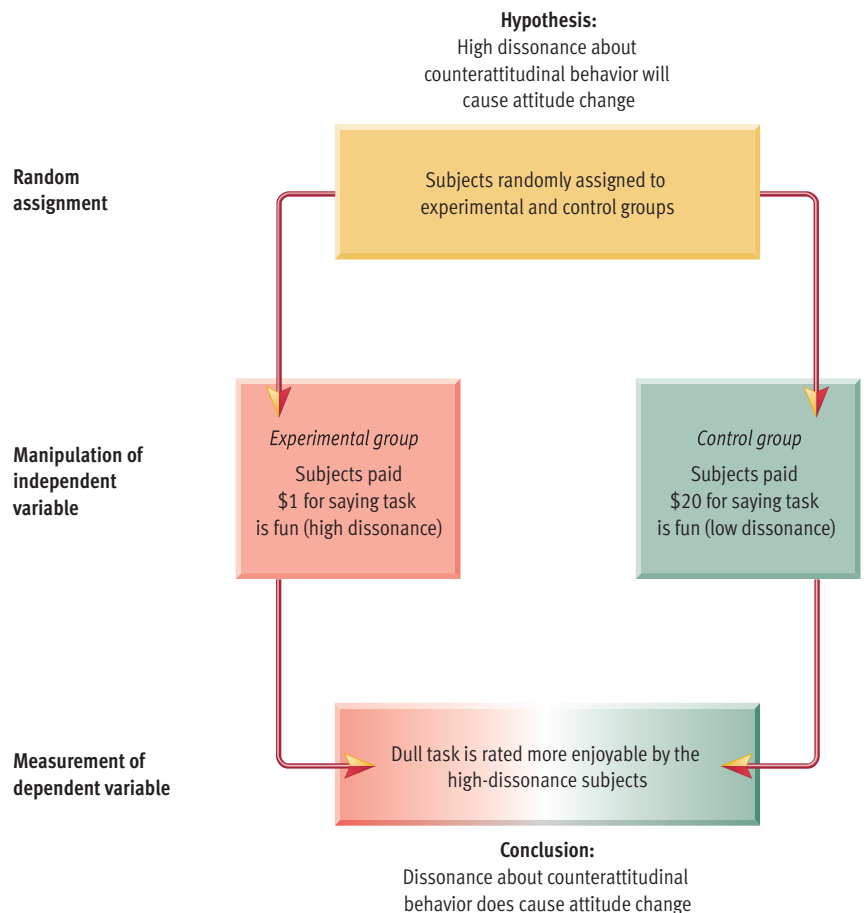 Hypothesis:
High dissonance about
counterattitudinal behavior will
cause attitude change
Random
assignment
Subjects randomly assigned to
experimental and control groups
Manipulation of
independent
variable
Experimental group
Subjects paid
$1 for saying task
is fun (high dissonance)
Control group
Subjects paid
$20 for saying task
is fun (low dissonance)
Measurement of
dependent variable
Dull task is rated more enjoyable by the
high-dissonance subjects
Conclusion:
Dissonance about counterattitudinal
behavior does cause attitude change